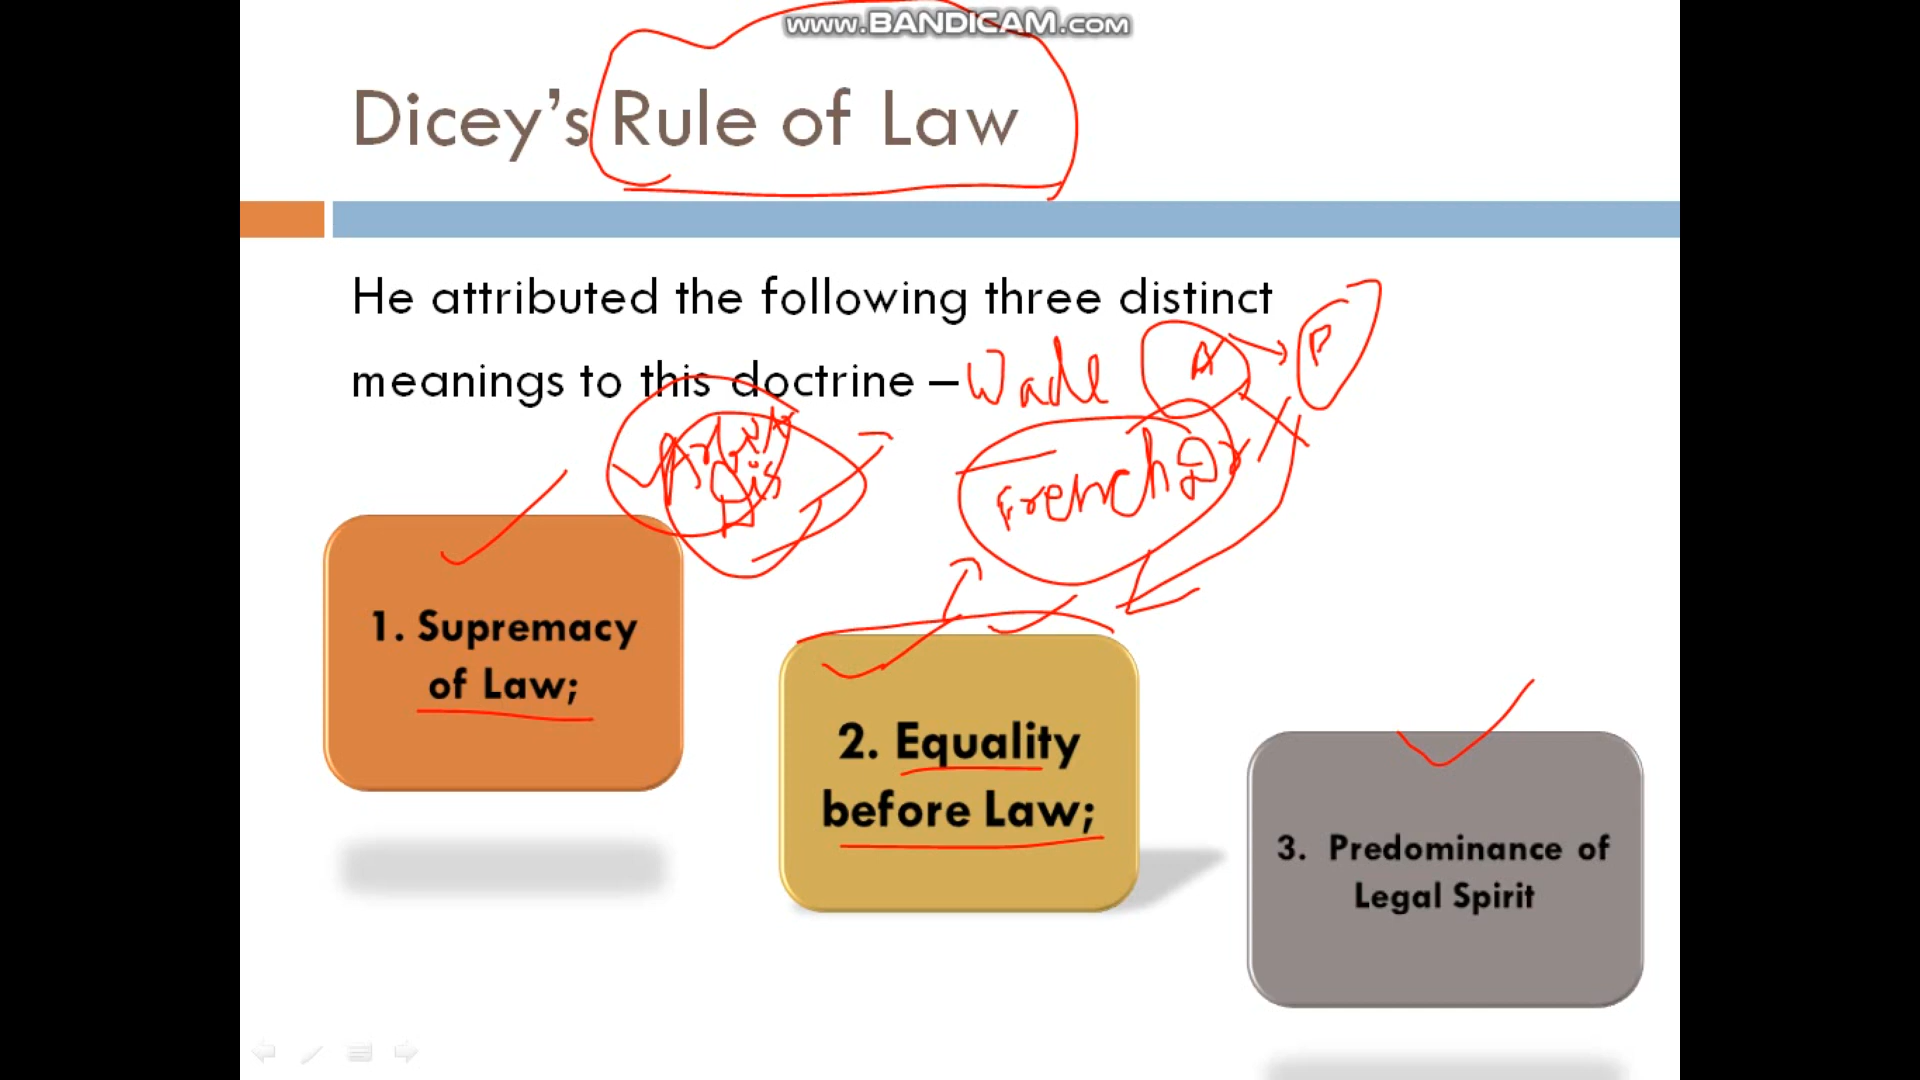 www.BANDICAM.com
Dicey's Rule of Law
He attributed the following three distinct
meanings to this doctrine – Wade
A
P
French
1. Supremacy
of Law;
2. Equality
before Law;
3. Predominance of
Legal Spirit